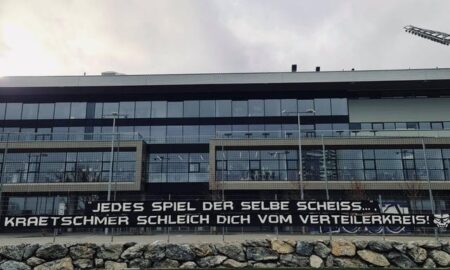 JEDES SPIEL DER SELBE SCHEISS...,
KRAETSCHMER SCHLEICH DICH VOM VERTEILERKREIS!